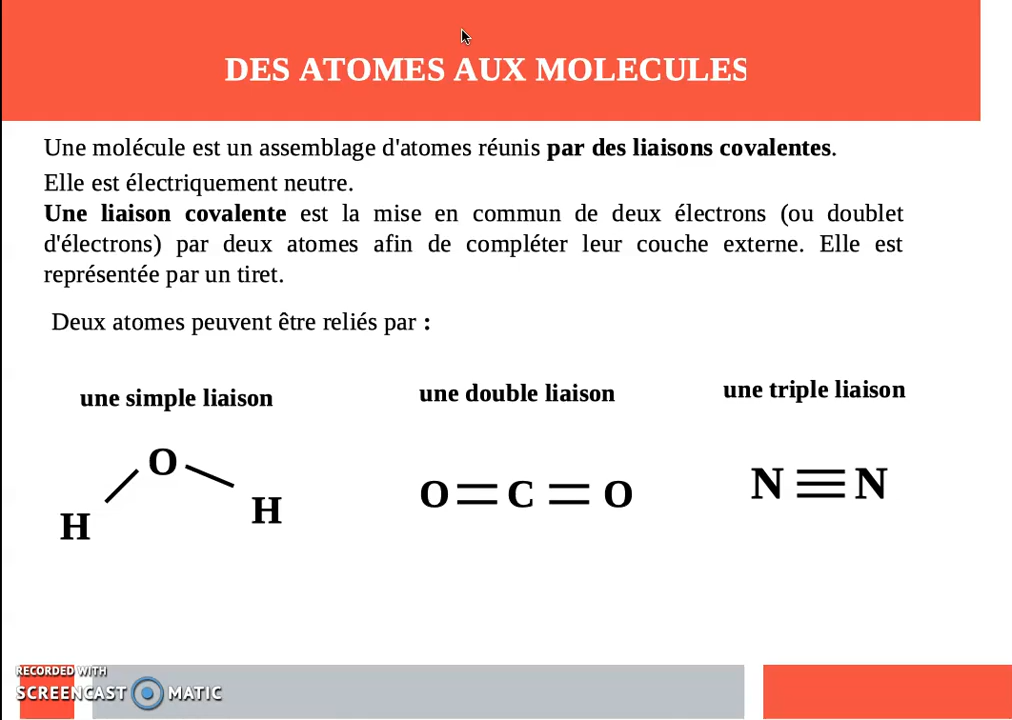 DES ATOMES AUX MOLECULES
Une molécule est un assemblage d'atomes réunis par des liaisons covalentes.
Elle est électriquement neutre.
Une liaison covalente est la mise en commun de deux électrons (ou doublet
d'électrons) par deux atomes afin de compléter leur couche externe. Elle est
représentée par un tiret.
Deux atomes peuvent être reliés par :
une simple liaison
une double liaison
une triple liaison
O
H
H
O = C = O
N ≡ N
RECORDED WITH
SCREENCAST MATIC